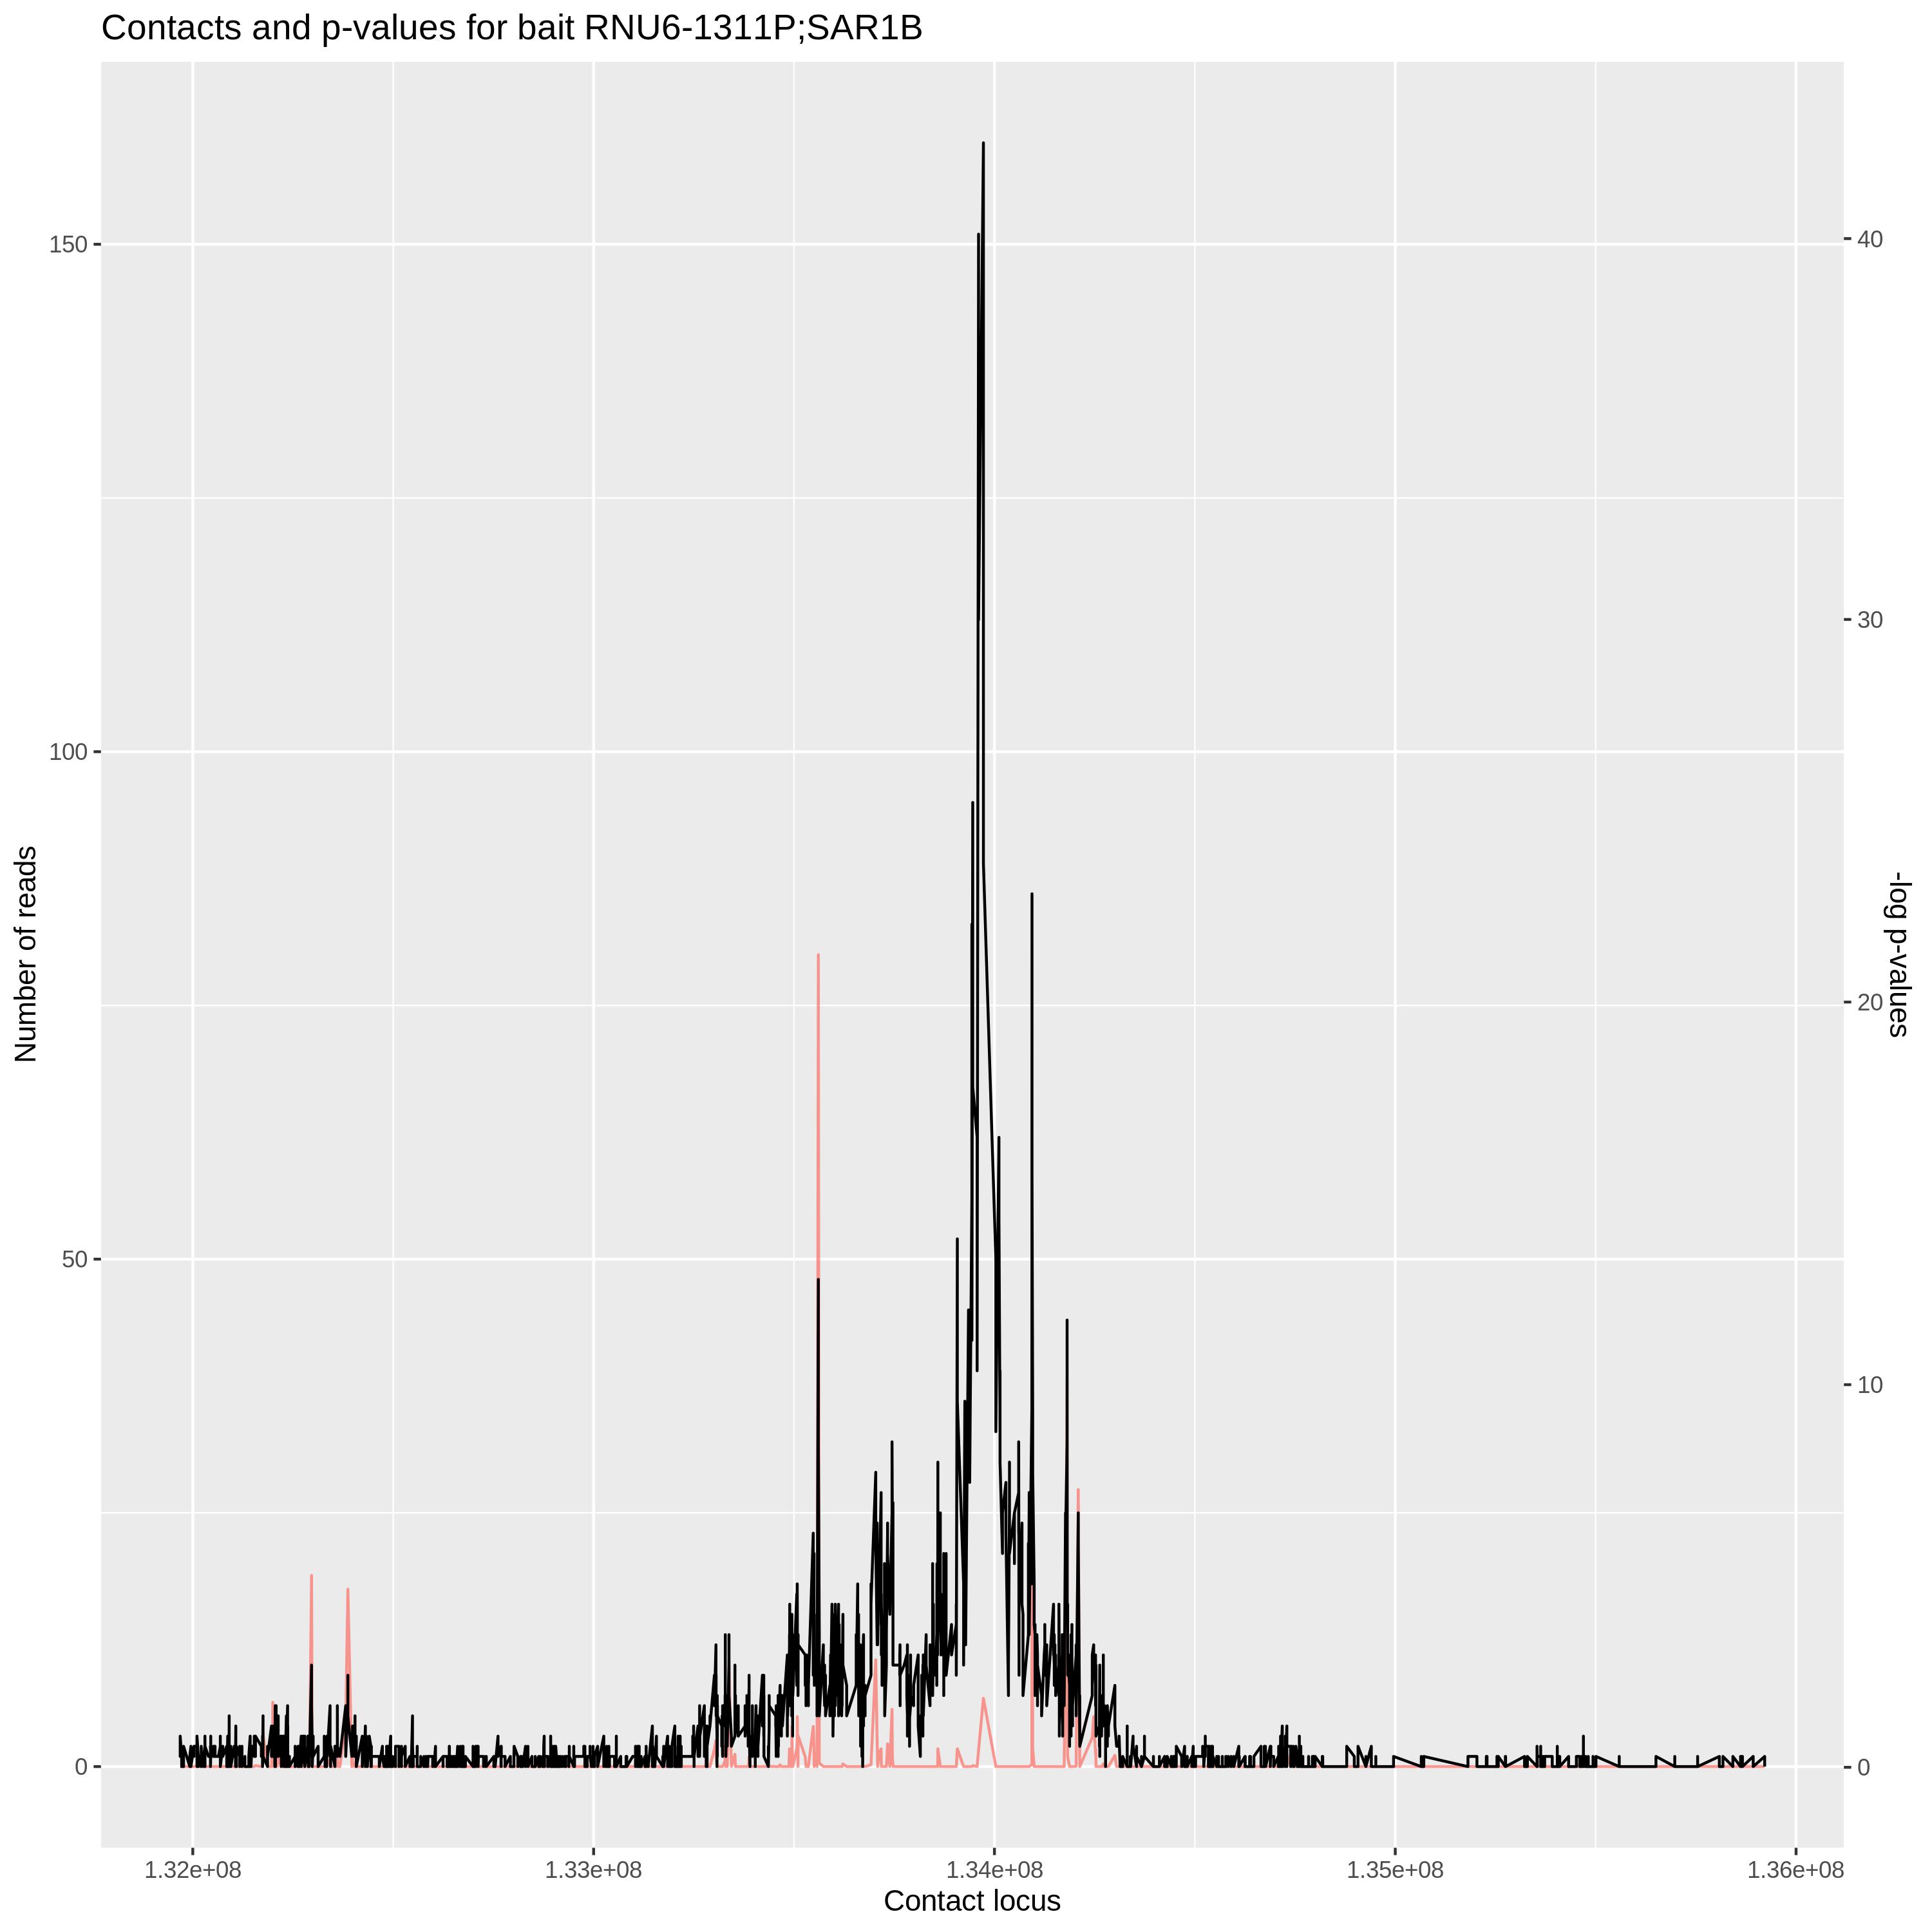 Contacts and p-values for bait RNU6-1311P;SAR1B
150
100
50
0
Number of reads
40
30
20
10
0
-log p-values
1.32e+08
1.33e+08
1.34e+08
1.35e+08
1.36e+08
Contact locus